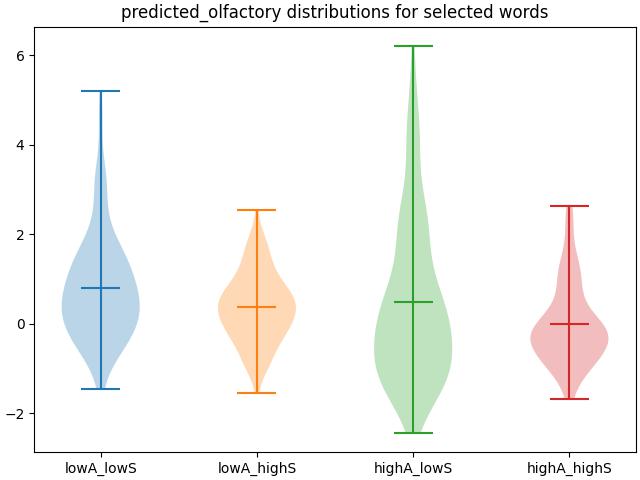 predicted_olfactory distributions for selected words
6
4
2
0
−2
lowA_lowS lowA_highS highA_lowS highA_highS